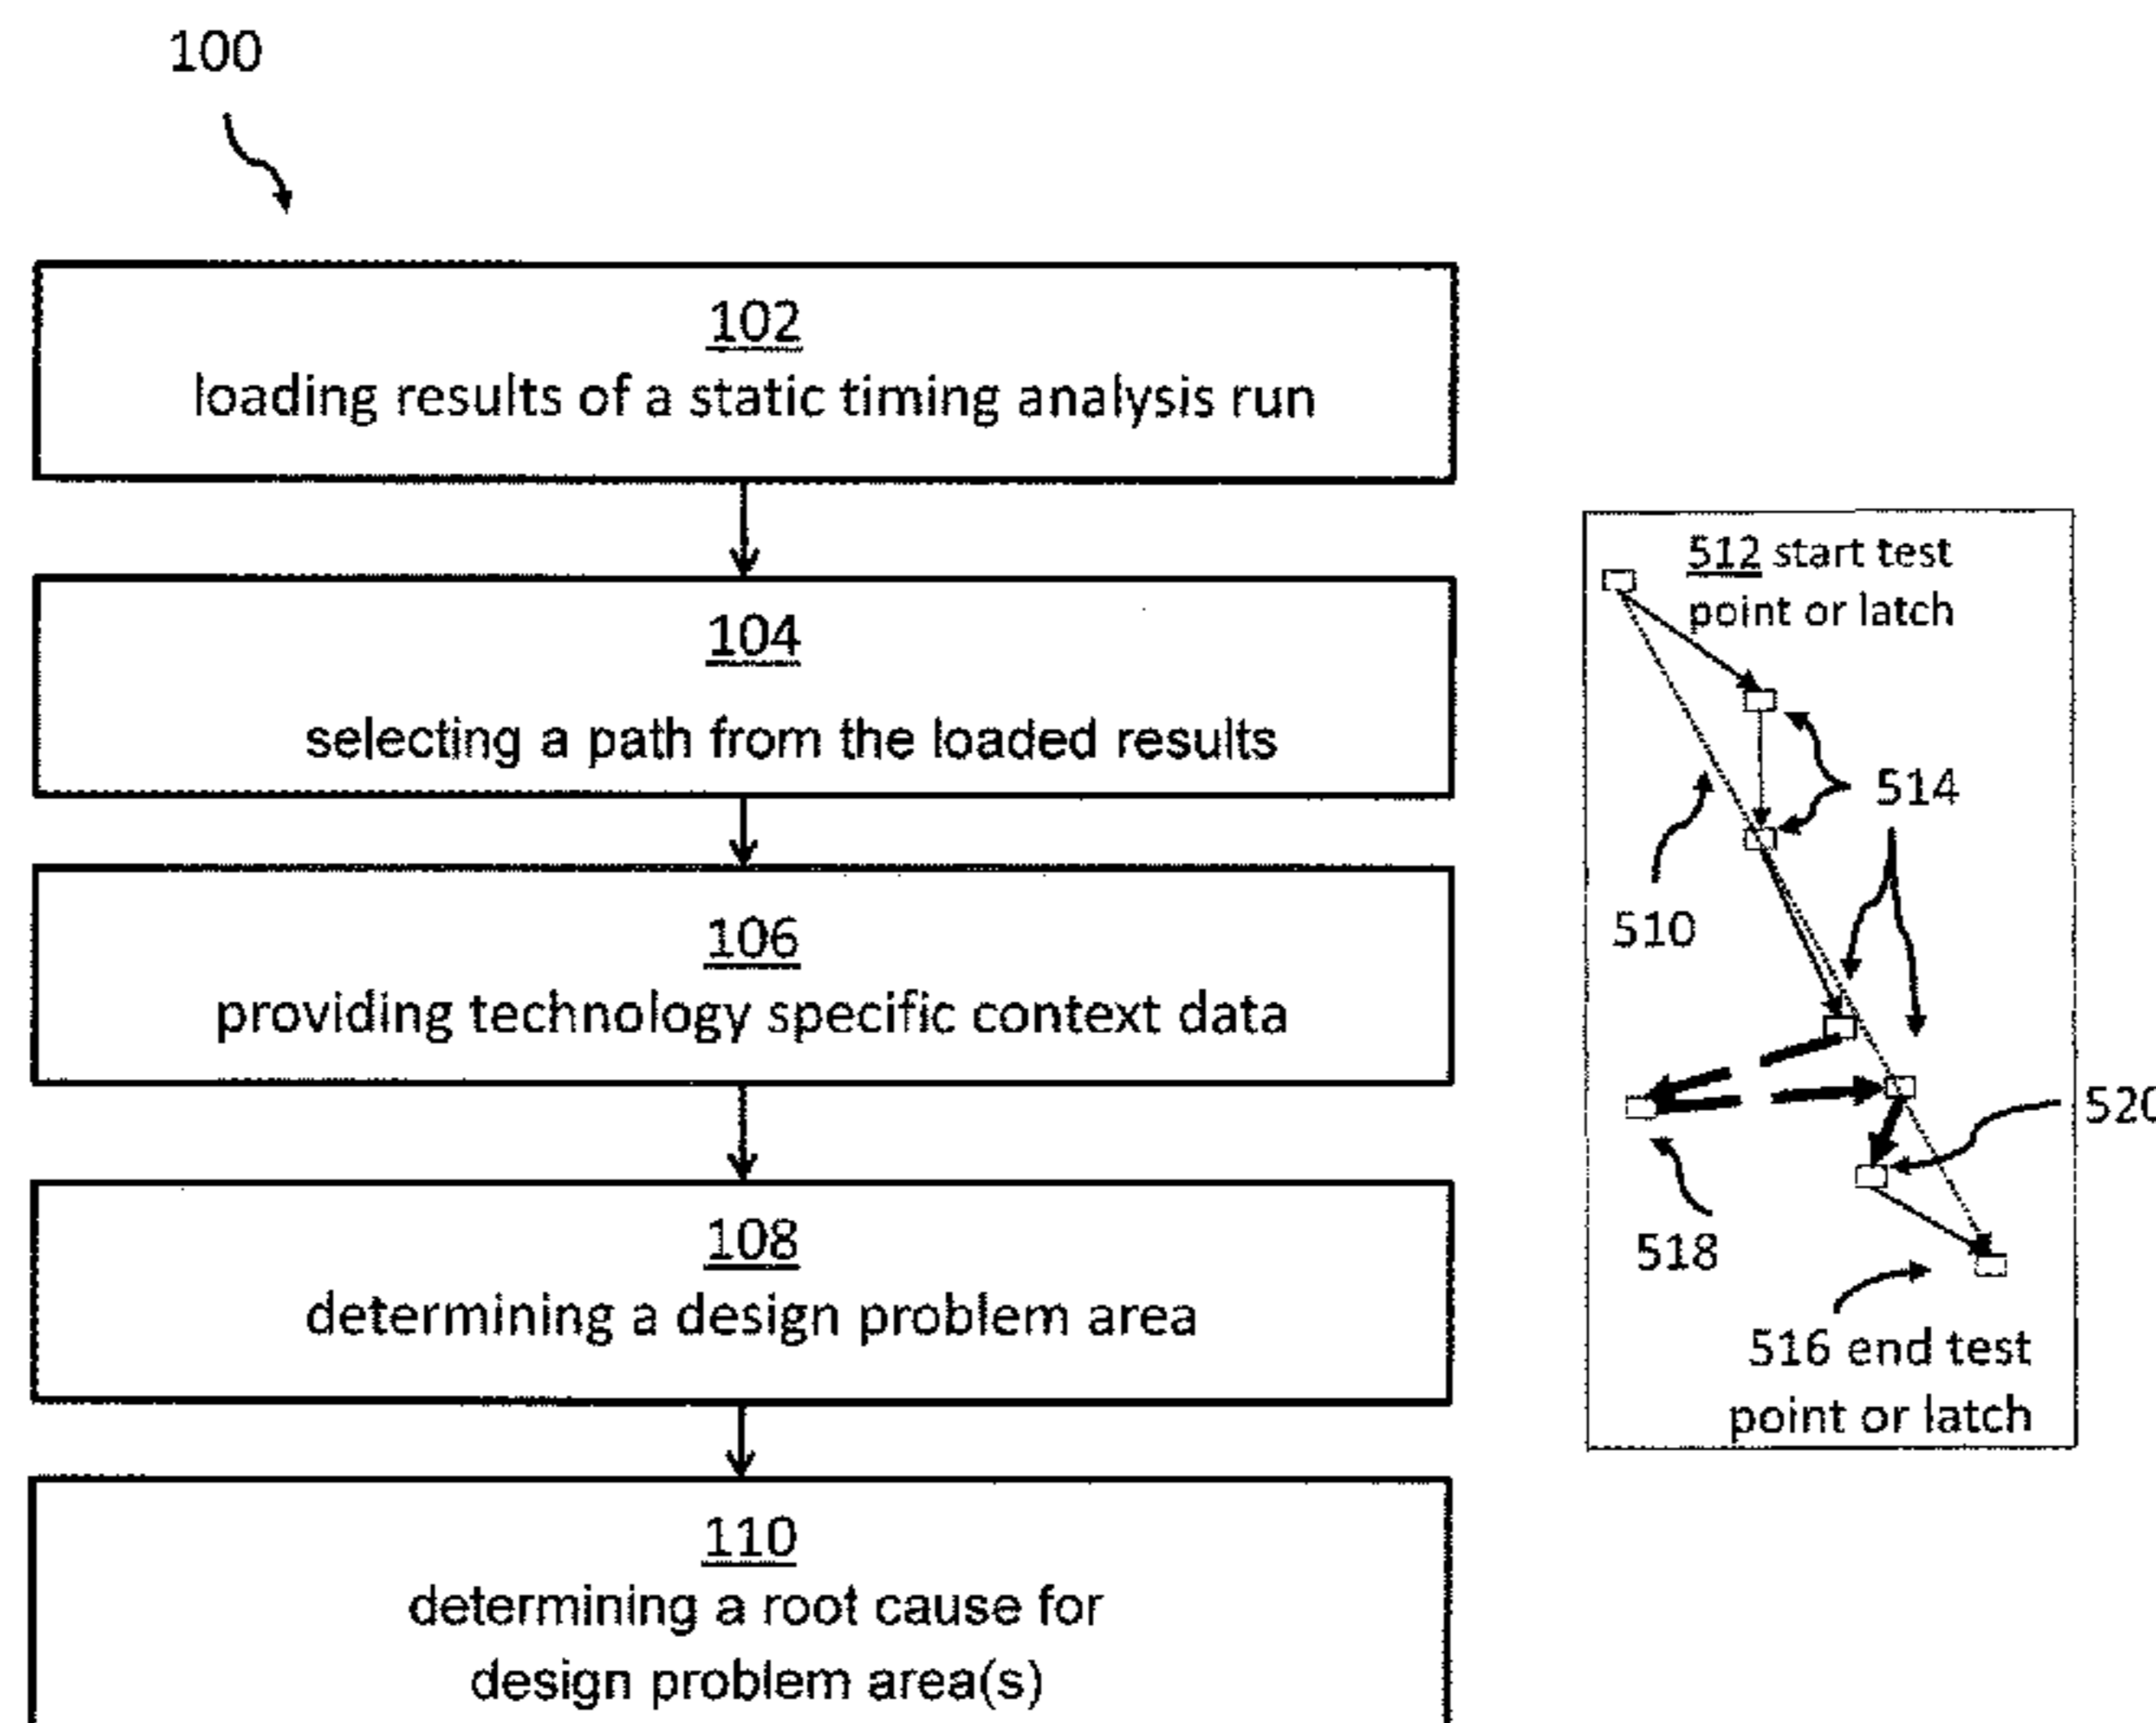 100
102
loading results of a static timing analysis run
104
selecting a path from the loaded results
106
providing technology specific context data
108
determining a design problem area
110
determining a root cause for
design problem area(s)
512 start test
point or latch
514
510
520
518
516 end test
point or latch